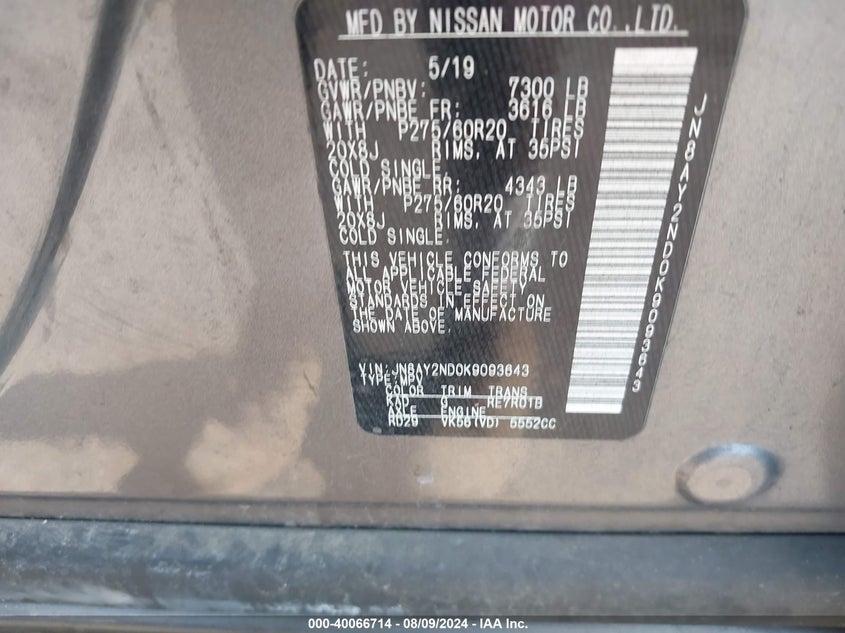 MFD BY NISSAN MOTOR CO.,LTD.
DATE: 5/19
GVWR/PNBV: 7300 LB
GAWR/PNBE FR: 3616 LB
WITH P275/60R20 TIRES
20X8J RIMS, AT 35PSI
COLD SINGLE,
GAWR/PNBE RR: 4343 LB
WITH P275/60R20 TIRES
20X8J RIMS, AT 35PSI
COLD SINGLE,
THIS VEHICLE CONFORMS TO
ALL APPLICABLE FEDERAL
MOTOR VEHICLE SAFETY
STANDARDS IN EFFECT ON
THE DATE OF MANUFACTURE
SHOWN ABOVE.
VIN:JN8AY2ND0K9093643
TYPE:MPV
COLOR TRIM TRANS
KAD G RE7R01B
AXLE ENGINE
RD29 VK56(VD) 5552CC
JN8AY2ND0K9093643
000-40066714 - 08/09/2024 - IAA Inc.